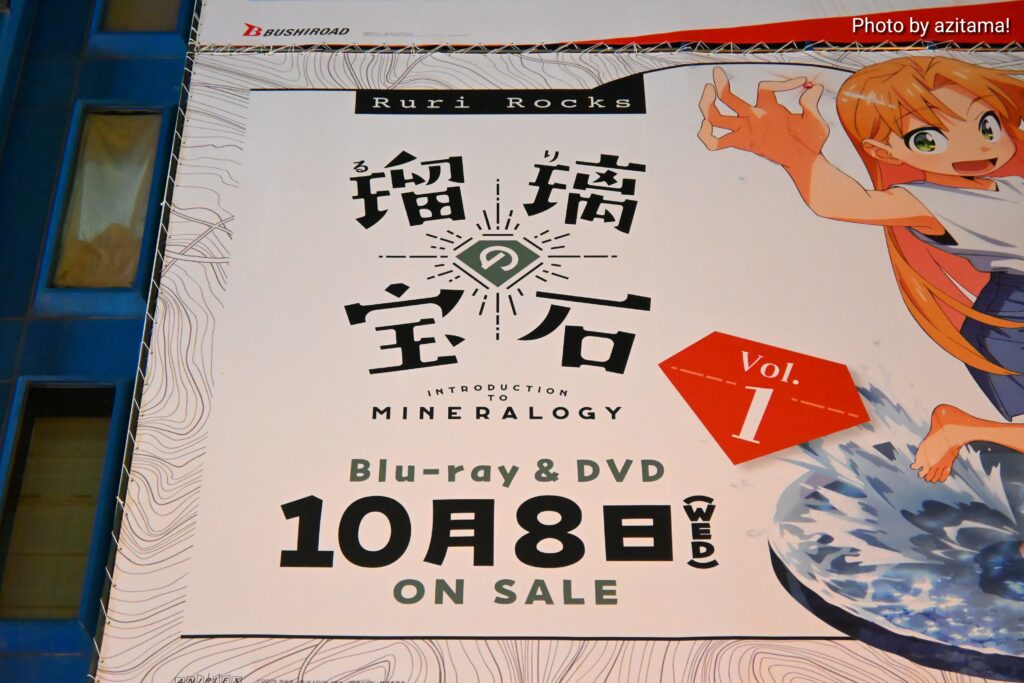 Photo by azitama!
BUSHIROAD
Ruri Rocks
る り
瑠璃
の
宝石
INTRODUCTION
TO
MINERALOGY
Vol.
1
Blu-ray & DVD
10月8日(WED)
ON SALE
ANIPLEX